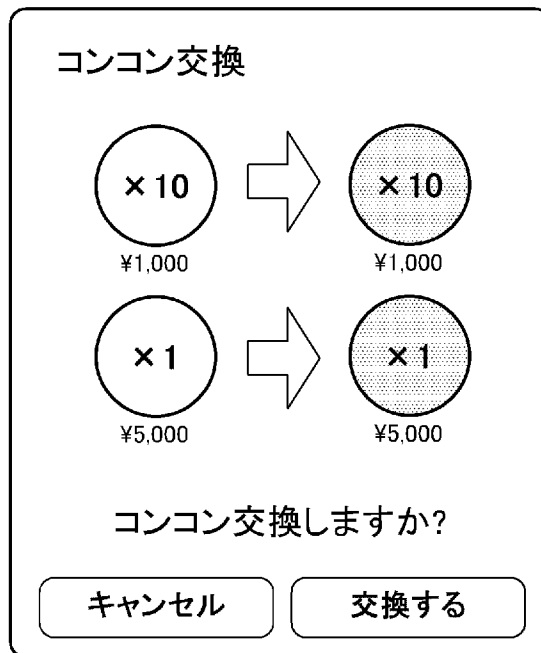 コンコン交換
×10 ×10
¥1,000 ¥1,000
×1 ×1
¥5,000 ¥5,000
コンコン交換しますか?
キャンセル 交換する